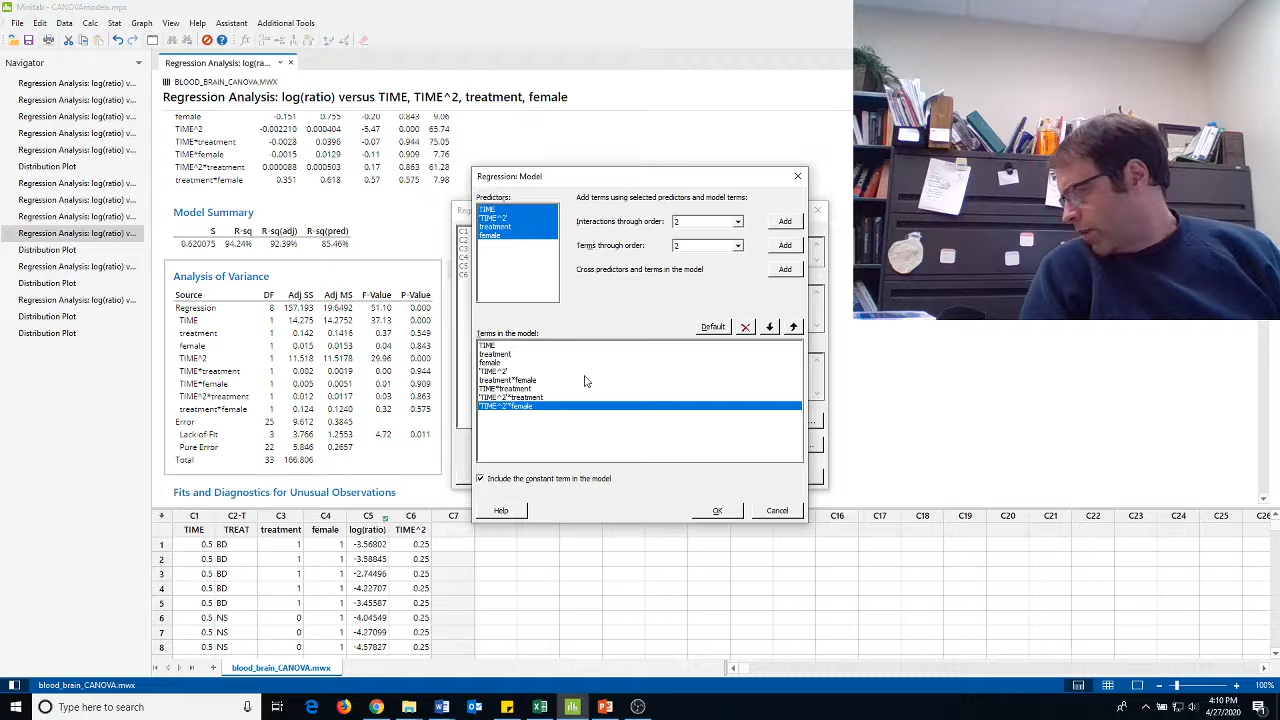 Minitab - CANOVAmodels.mps
File Edit Data Calc Stat Graph View Help Assistant Additional Tools
Navigator
Regression Analysis: log(ratio) v...
Regression Analysis: log(ratio) v...
Regression Analysis: log(ratio) v...
Regression Analysis: log(ratio) v...
Regression Analysis: log(ratio) v...
Distribution Plot
Regression Analysis: log(ratio) v...
Regression Analysis: log(ratio) v...
Regression Analysis: log(ratio) v...
Regression Analysis: log(ratio) v...
Distribution Plot
Regression Analysis: log(ratio) v...
Distribution Plot
Regression Analysis: log(ratio) v...
Distribution Plot
Distribution Plot
Regression Analysis: log(ra...
BLOOD_BRAIN_CANOVA.MWX
Regression Analysis: log(ratio) versus TIME, TIME^2, treatment, female
female -0.151 0.755 -0.20 0.843 9.06
TIME^2 -0.002210 0.000404 -5.47 0.000 65.74
TIME*treatment -0.0028 0.0396 -0.07 0.944 75.05
TIME*female -0.0015 0.0129 -0.11 0.909 7.76
TIME^2*treatment 0.000088 0.000503 0.17 0.863 61.28
treatment*female 0.351 0.618 0.57 0.575 7.98
Model Summary
S R-sq R-sq(adj) R-sq(pred)
0.620075 94.24% 92.39% 85.46%
Analysis of Variance
Source DF Adj SS Adj MS F-Value P-Value
Regression 8 157.193 19.6492 51.10 0.000
TIME 1 14.275 14.2752 37.13 0.000
treatment 1 0.142 0.1416 0.37 0.549
female 1 0.015 0.0153 0.04 0.843
TIME^2 1 11.518 11.5178 29.96 0.000
TIME*treatment 1 0.002 0.0019 0.00 0.944
TIME*female 1 0.005 0.0051 0.01 0.909
TIME^2*treatment 1 0.012 0.0117 0.03 0.863
treatment*female 1 0.124 0.1240 0.32 0.575
Error 25 9.612 0.3845
Lack-of-Fit 3 3.766 1.2553 4.72 0.011
Pure Error 22 5.846 0.2657
Total 33 166.806
Fits and Diagnostics for Unusual Observations
Reg
C1
C2
C3
C4
C5
C6
Regression: Model
Predictors:
TIME
'TIME^2'
treatment
female
Add terms using selected predictors and model terms:
Interactions through order: 2 Add
Terms through order: 2 Add
Cross predictors and terms in the model Add
Terms in the model: Default
TIME
treatment
female
'TIME^2'
treatment*female
TIME*treatment
'TIME^2'*treatment
'TIME^2'*female
Include the constant term in the model
Help OK Cancel
C1 C2-T C3 C4 C5 C6 C7 C16 C17 C18 C19 C20 C21 C22 C23 C24 C25 C26
TIME TREAT treatment female log(ratio) TIME^2
1 0.5 BD 1 1 -3.56802 0.25
2 0.5 BD 1 1 -3.58845 0.25
3 0.5 BD 1 1 -2.74496 0.25
4 0.5 BD 1 1 -4.22707 0.25
5 0.5 BD 1 1 -3.45587 0.25
6 0.5 NS 0 1 -4.04549 0.25
7 0.5 NS 0 1 -4.27099 0.25
8 0.5 NS 0 1 -4.57827 0.25
blood_brain_CANOVA.mwx
blood_brain_CANOVA.mwx
100%
Type here to search
4:10 PM
4/27/2020